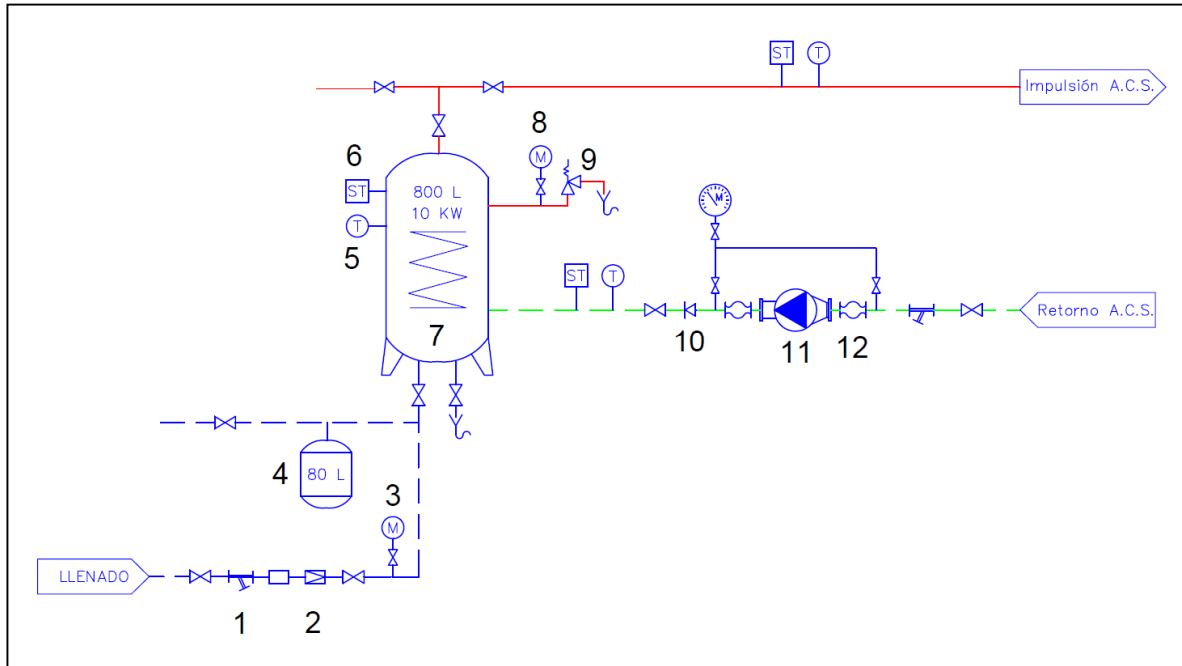 ST T
Impulsión A.C.S.
8
M
9
6
ST
800 L
10 KW
T
5
M
ST T
Retorno A.C.S.
7
10
11
12
4
80 L
3
M
LLENADO
1
2